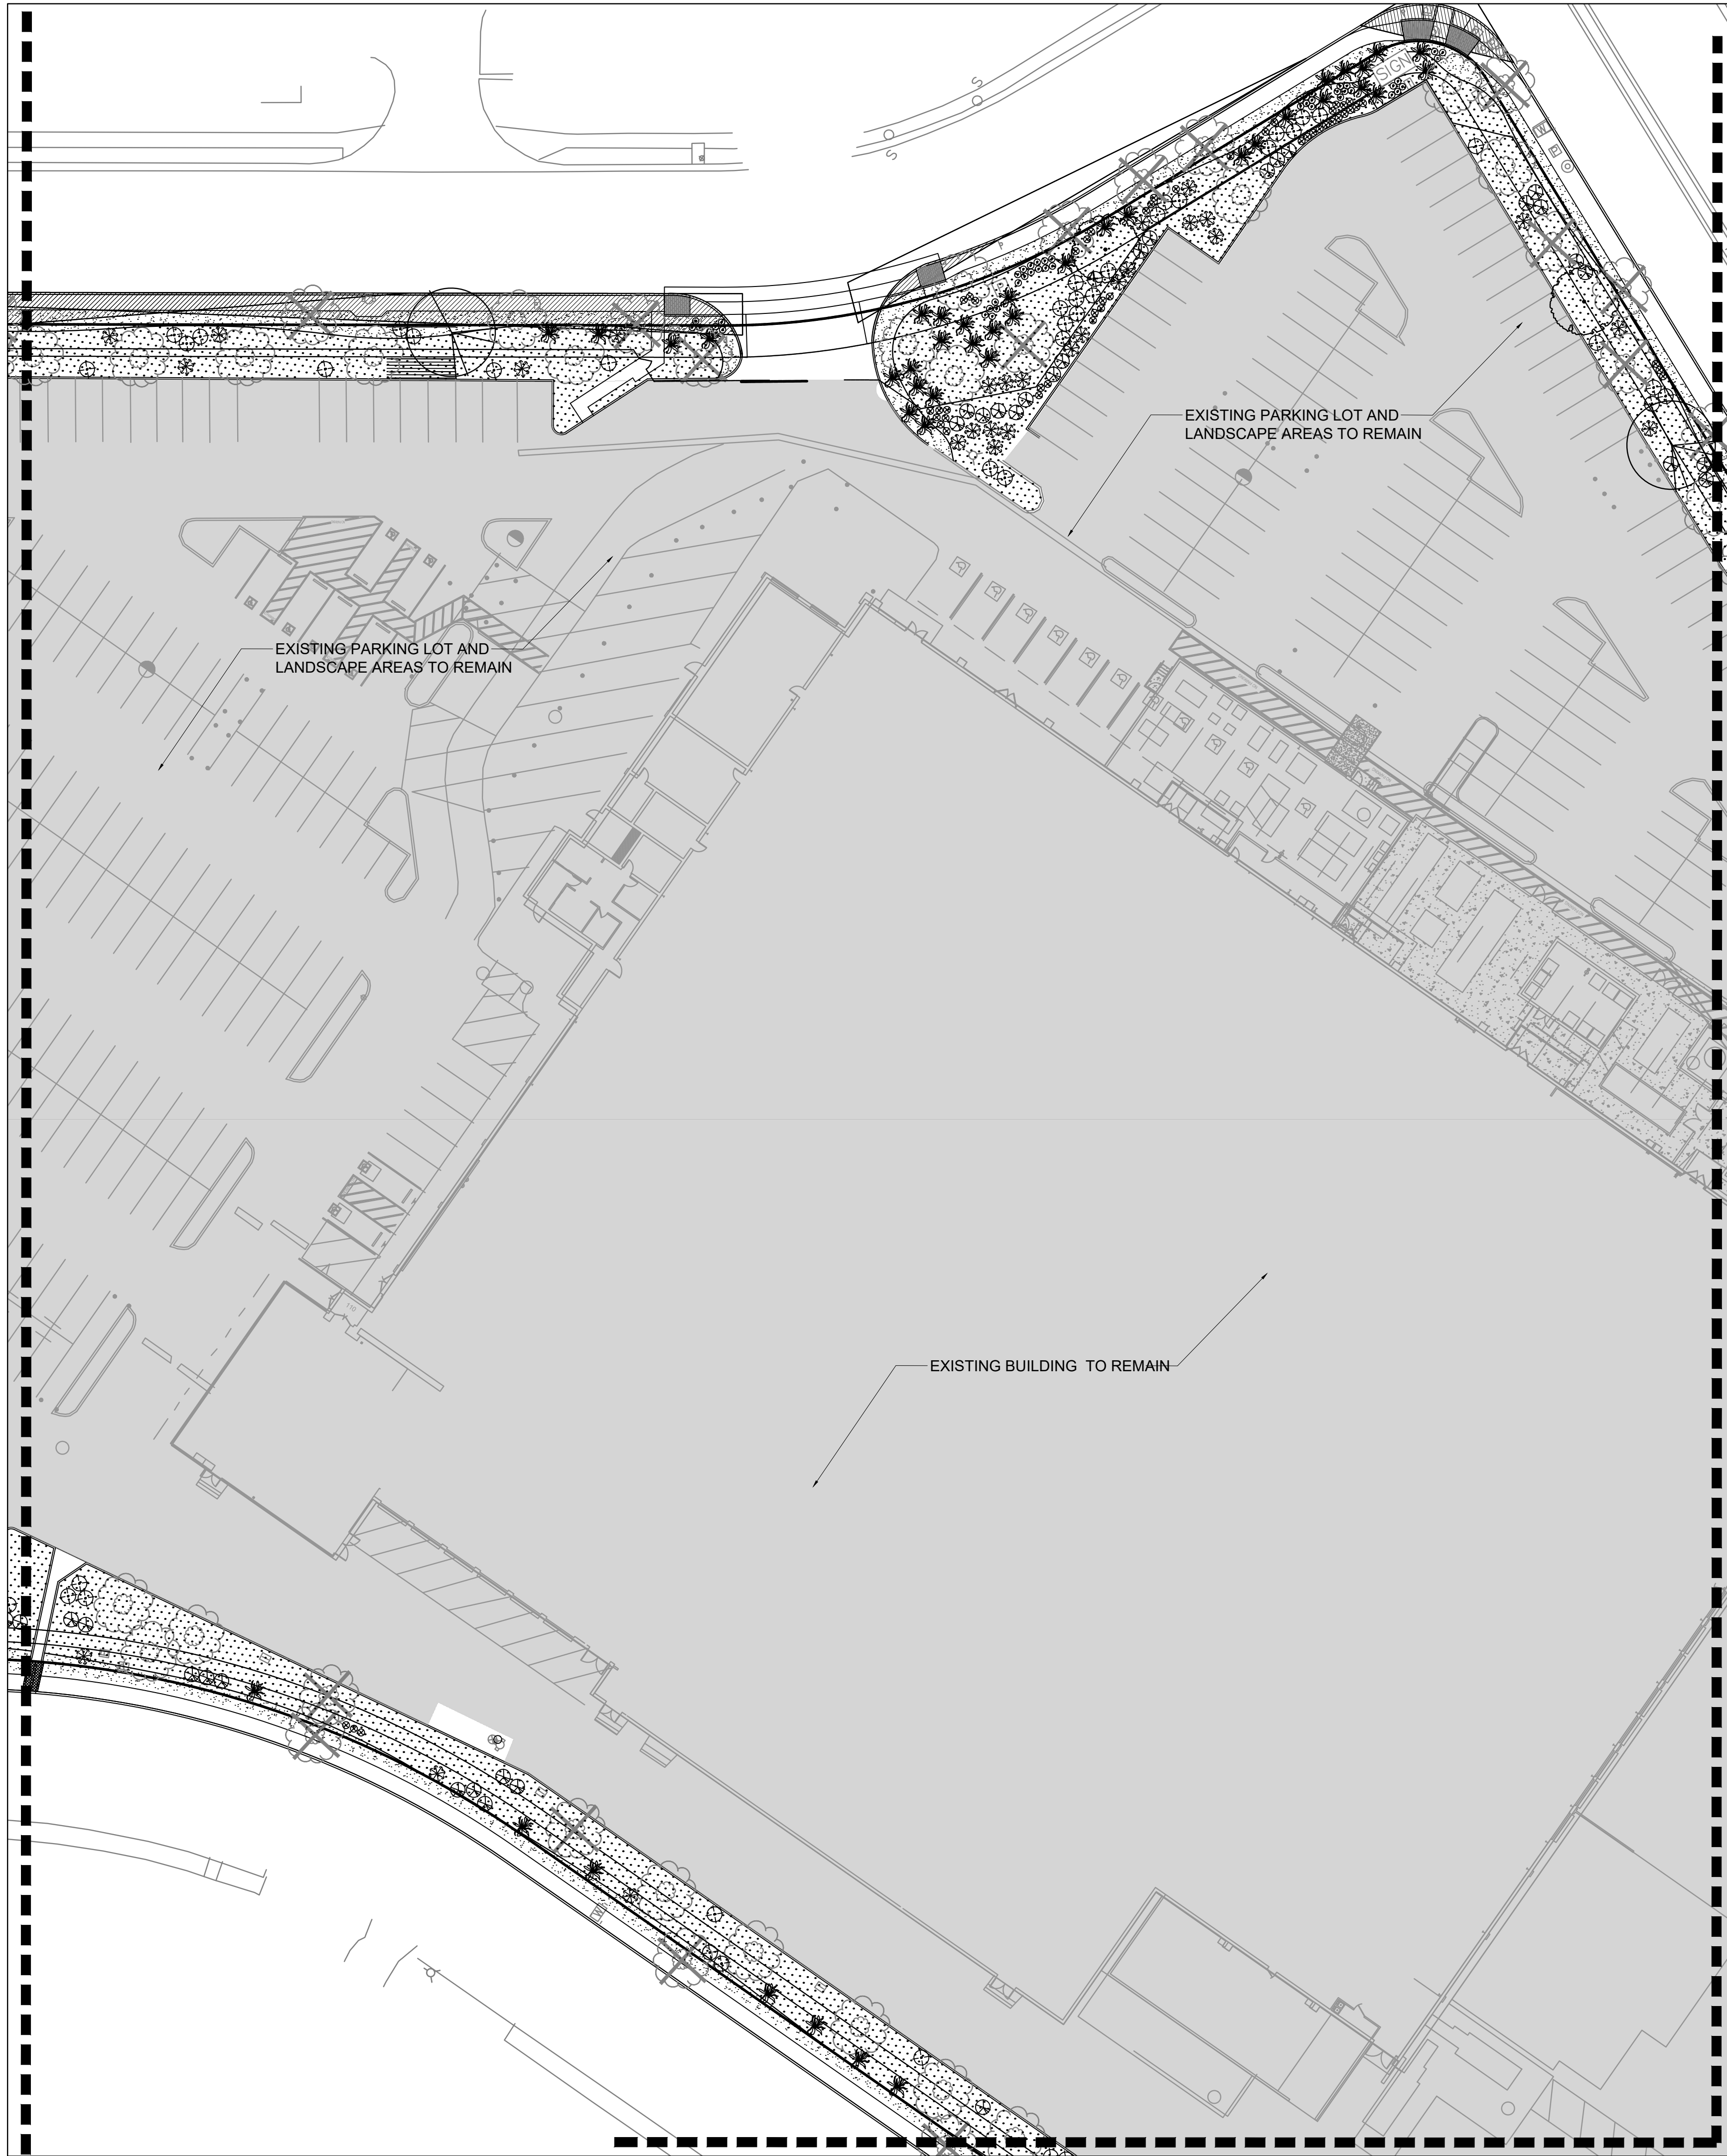 SIGN
S
O
S
W
P
EXISTING PARKING LOT AND
LANDSCAPE AREAS TO REMAIN
EXISTING PARKING LOT AND
LANDSCAPE AREAS TO REMAIN
110
EXISTING BUILDING TO REMAIN
W